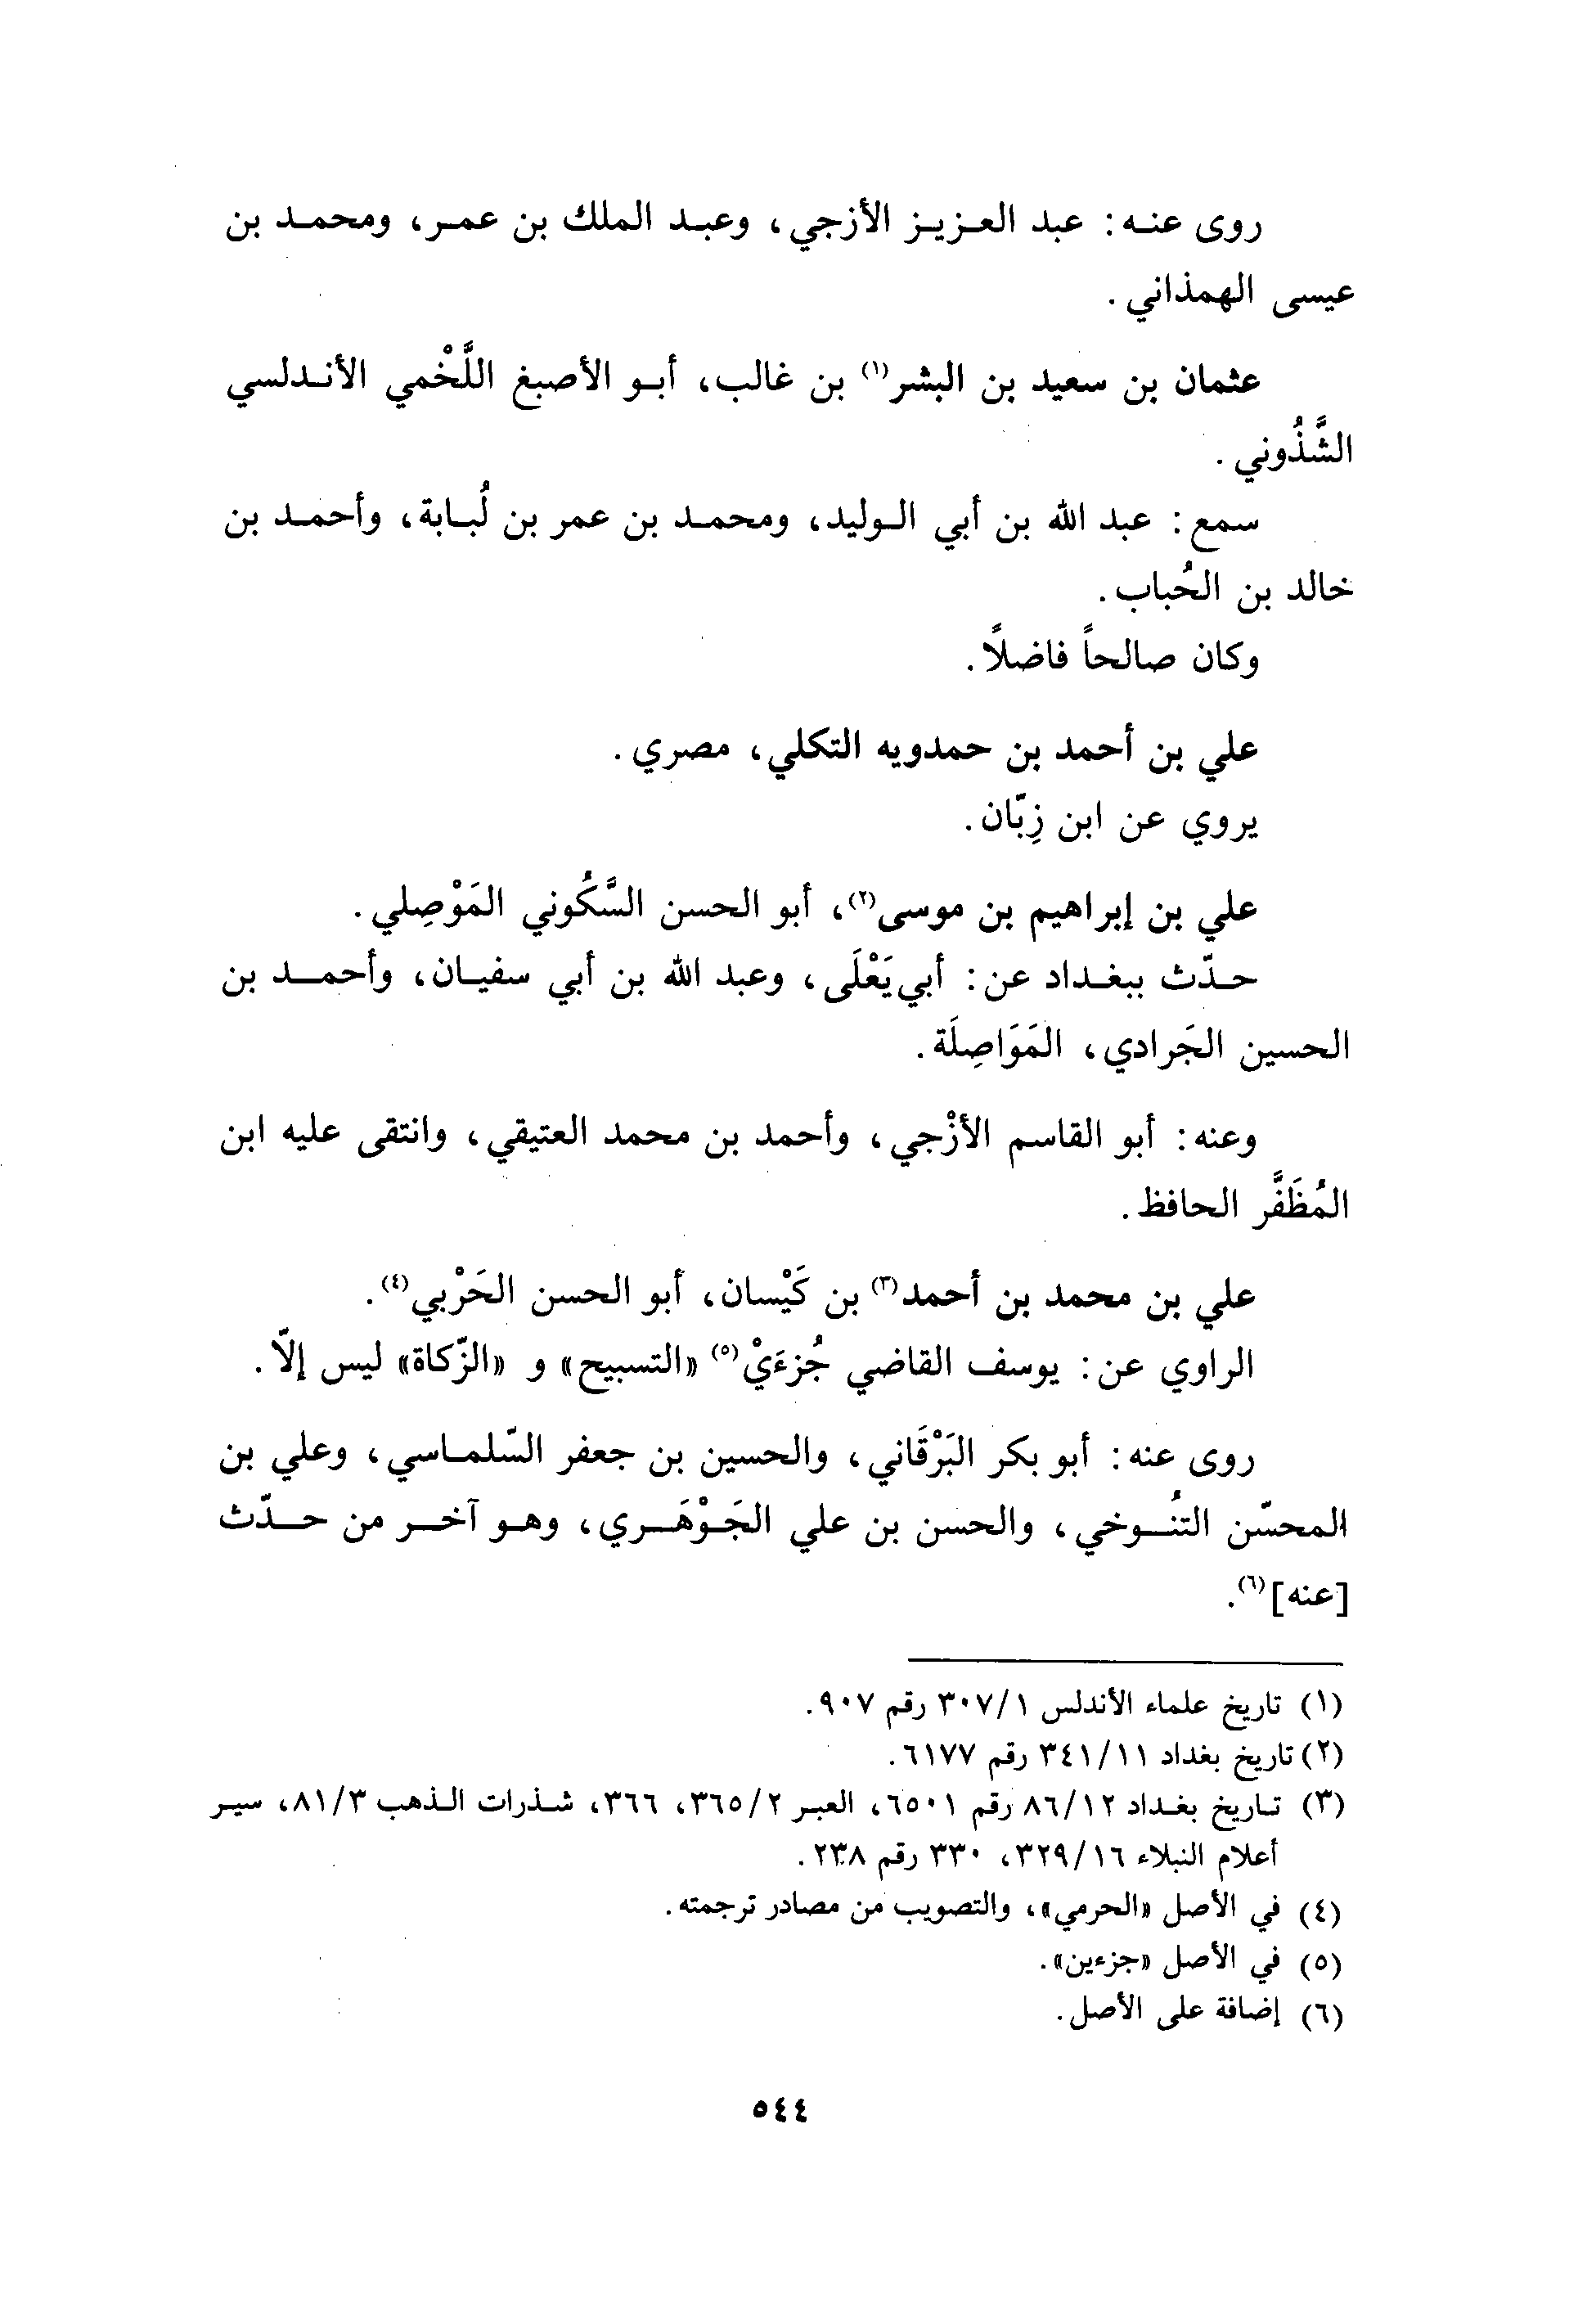 روى عنه: عبد العزيز الأزجي، وعبد الملك بن عمر، ومحمد بن
عيسى الهمذاني.
عثمان بن سعيد بن البشر(١) بن غالب، أبو الأصبغ اللَّخْمي الأندلسي
الشَّذُوني.
سمع: عبد الله بن أبي الوليد، ومحمد بن عمر بن لُبابة، وأحمد بن
خالد بن الحُباب.
وكان صالحاً فاضلاً.
علي بن أحمد بن حمدويه التكلي، مصري.
يروي عن ابن زِبّان.
علي بن إبراهيم بن موسى(٢)، أبو الحسن السَّكُوني المَوْصِلي.
حدّث ببغداد عن: أبي يَعْلَى، وعبد الله بن أبي سفيان، وأحمد بن
الحسين الجَرادي، المَوَاصِلَة.
وعنه: أبو القاسم الأزْجي، وأحمد بن محمد العتيقي، وانتقى عليه ابن
المُظَفَّر الحافظ.
علي بن محمد بن أحمد(٣) بن كَيْسان، أبو الحسن الحَرْبي(٤).
الراوي عن: يوسف القاضي جُزءَيْ(٥) «التسبيح» و «الزّكاة» ليس إلاّ.
روى عنه: أبو بكر البَرْقَاني، والحسين بن جعفر السّلماسي، وعلي بن
المحسّن التنُوخي، والحسن بن علي الجَوْهَري، وهو آخر من حدّث
[عنه](٦).
(١) تاريخ علماء الأندلس ٣٠٧/١ رقم ٩٠٧.
(٢) تاريخ بغداد ٣٤١/١١ رقم ٦١٧٧.
(٣) تاريخ بغداد ٨٦/١٢ رقم ٦٥٠١، العبر ٣٦٥/٢، ٣٦٦، شذرات الذهب ٨١/٣، سير
أعلام النبلاء ٣٢٩/١٦، ٣٣٠ رقم ٢٣٨.
(٤) في الأصل «الحرمي»، والتصويب من مصادر ترجمته.
(٥) في الأصل «جزءين».
(٦) إضافة على الأصل.
٥٤٤